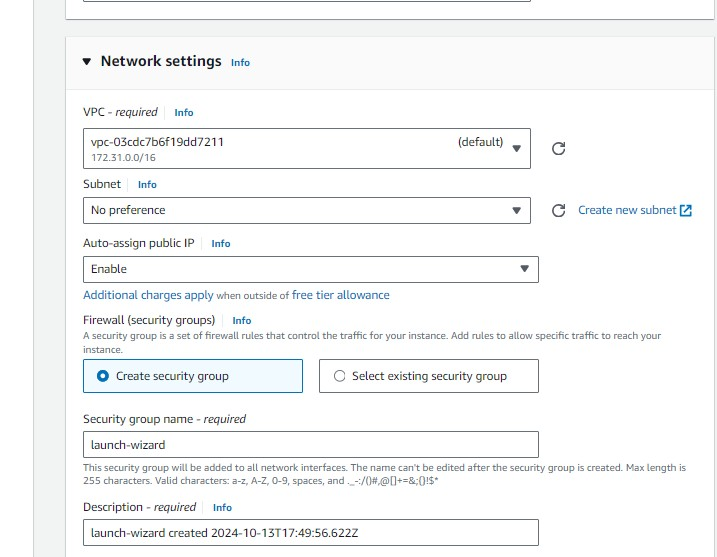 Network settings Info
VPC - required Info
vpc-03cdc7b6f19dd7211 (default)
172.31.0.0/16
Subnet Info
No preference Create new subnet
Auto-assign public IP Info
Enable
Additional charges apply when outside of free tier allowance
Firewall (security groups) Info
A security group is a set of firewall rules that control the traffic for your instance. Add rules to allow specific traffic to reach your
instance.
Create security group Select existing security group
Security group name - required
launch-wizard
This security group will be added to all network interfaces. The name can't be edited after the security group is created. Max length is
255 characters. Valid characters: a-z, A-Z, 0-9, spaces, and ._-:/()#,@[]+=&;{}!$*
Description - required Info
launch-wizard created 2024-10-13T17:49:56.622Z